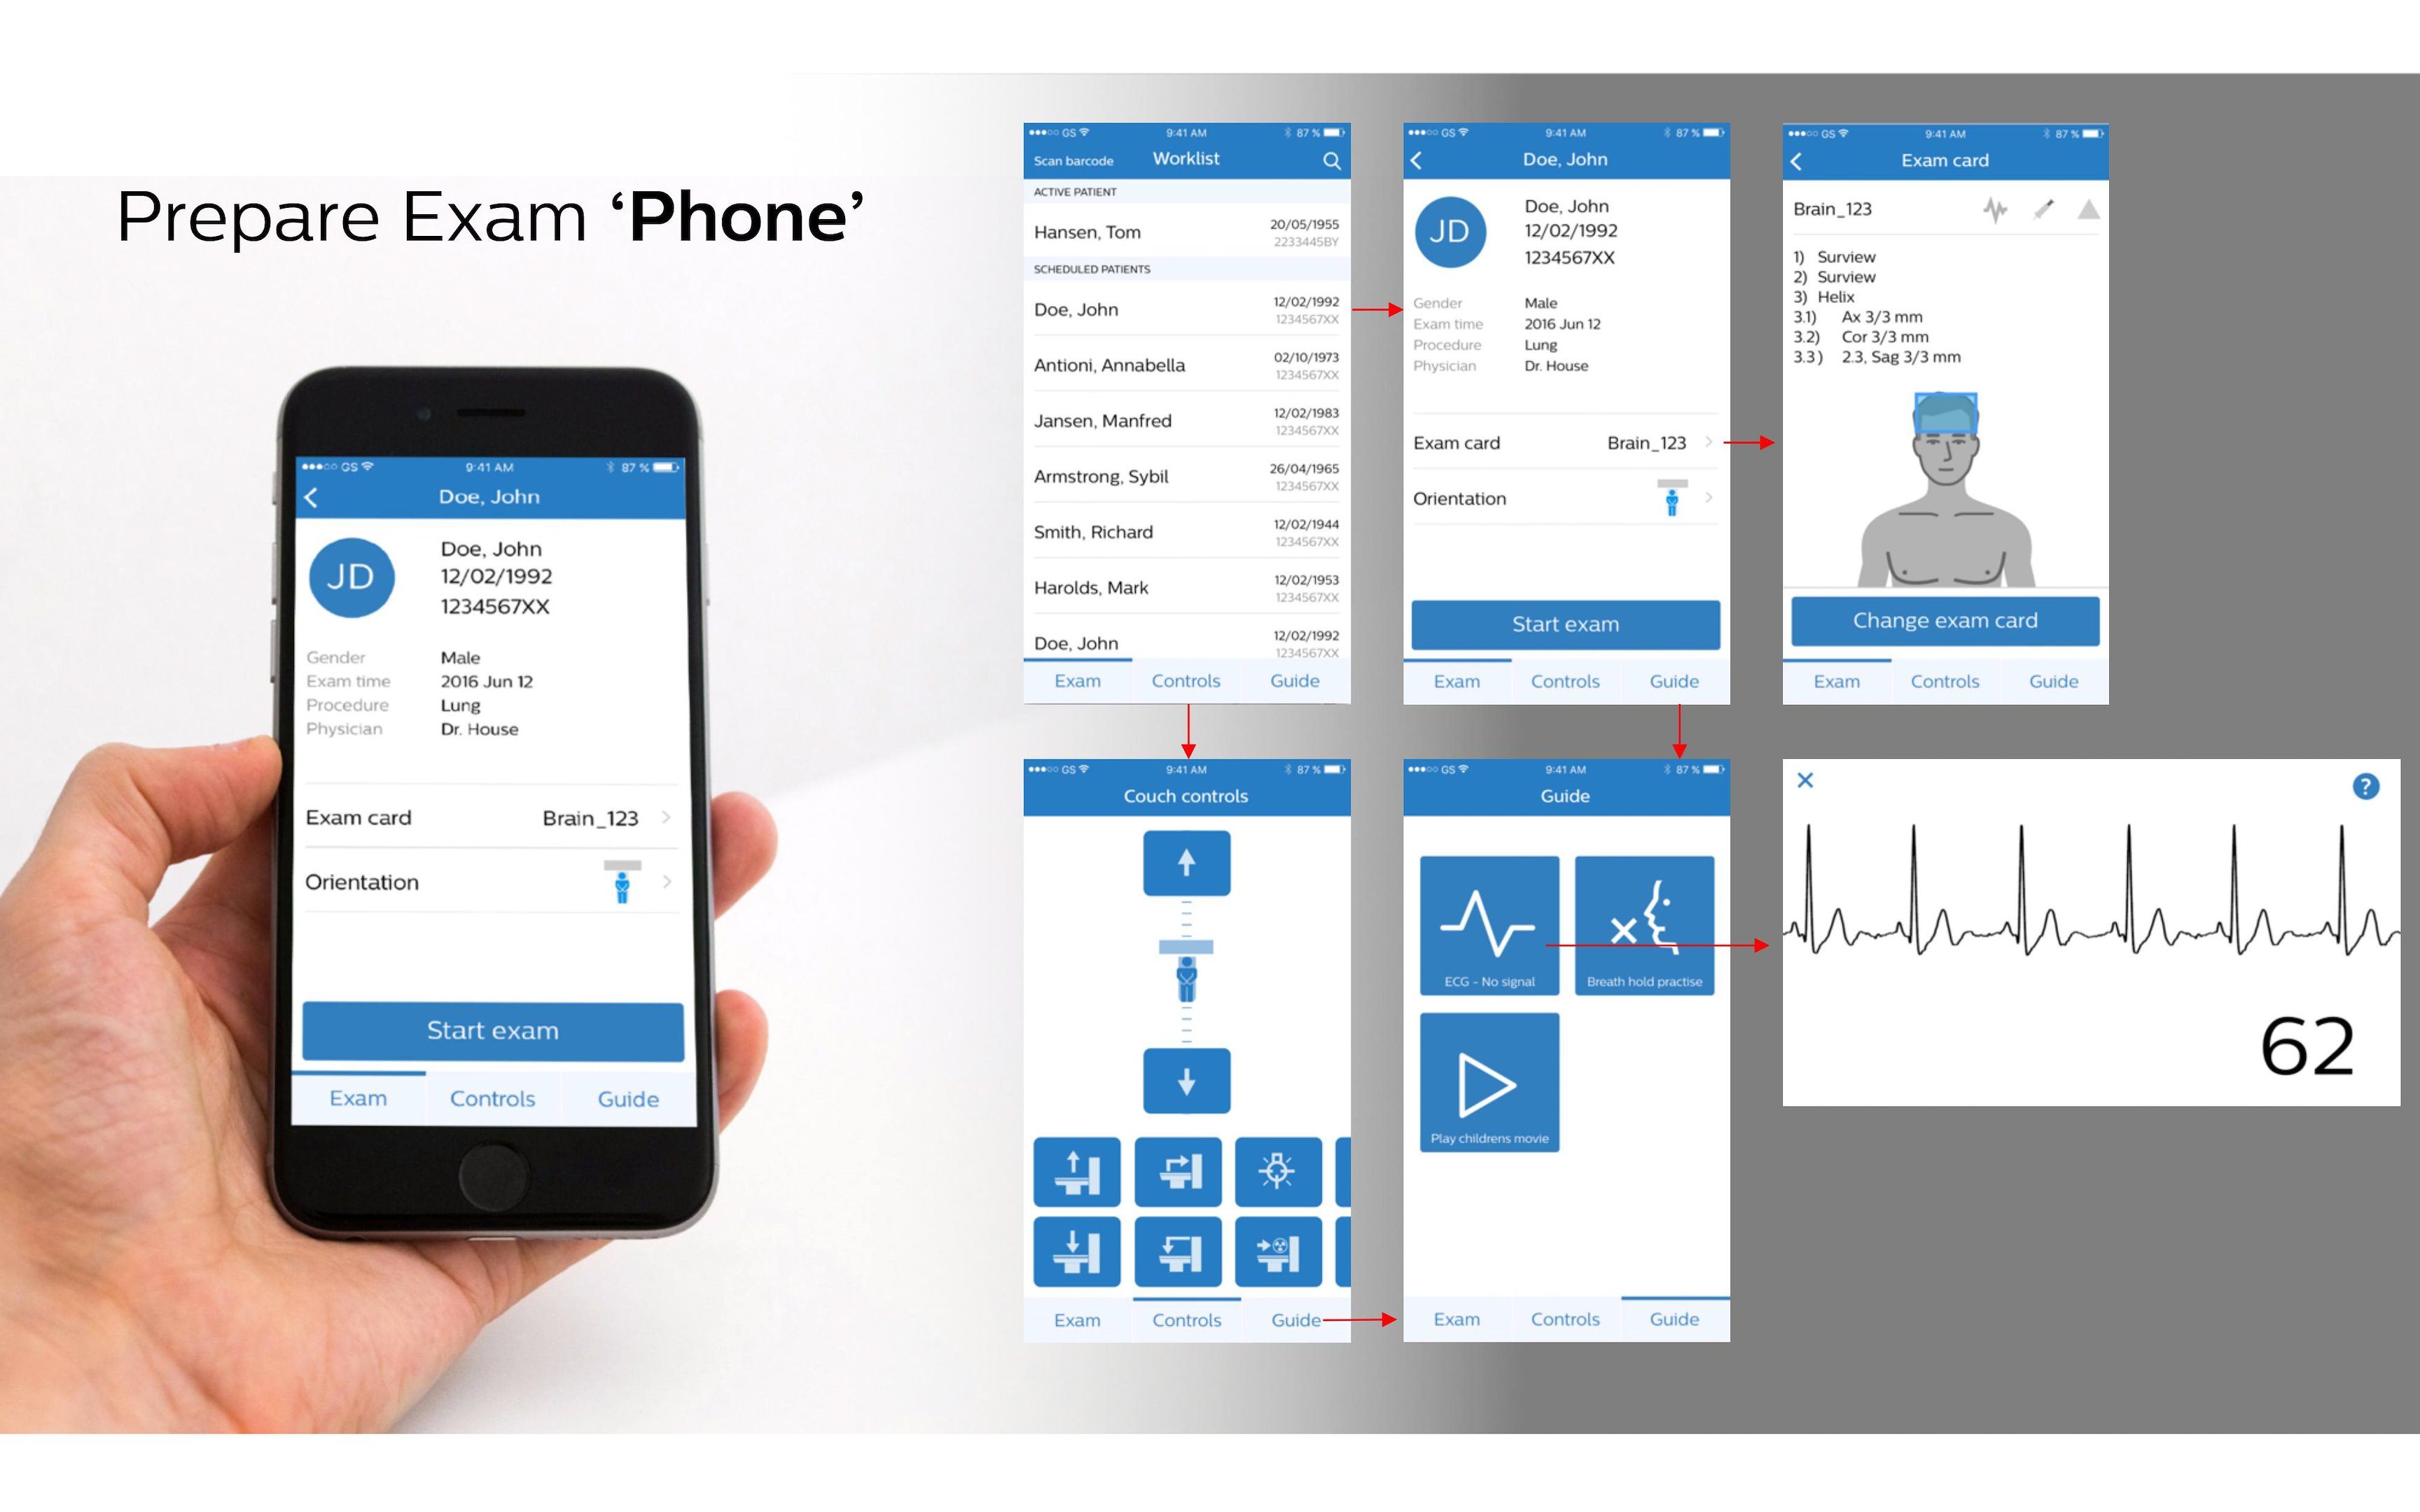 Prepare Exam ‘Phone’
GS 9:41 AM 87 %
Doe, John
JD
Doe, John
12/02/1992
1234567XX
Gender Male
Exam time 2016 Jun 12
Procedure Lung
Physician Dr. House
Exam card Brain_123
Orientation
Start exam
Exam Controls Guide
GS 9:41 AM 87 %
Scan barcode Worklist
ACTIVE PATIENT
Hansen, Tom 20/05/1955
2233445BY
SCHEDULED PATIENTS
Doe, John 12/02/1992
1234567XX
Antioni, Annabella 02/10/1973
1234567XX
Jansen, Manfred 12/02/1983
1234567XX
Armstrong, Sybil 26/04/1965
1234567XX
Smith, Richard 12/02/1944
1234567XX
Harolds, Mark 12/02/1953
1234567XX
Doe, John 12/02/1992
1234567XX
Exam Controls Guide
GS 9:41 AM 87 %
Doe, John
JD
Doe, John
12/02/1992
1234567XX
Gender Male
Exam time 2016 Jun 12
Procedure Lung
Physician Dr. House
Exam card Brain_123
Orientation
Start exam
Exam Controls Guide
GS 9:41 AM 87 %
Exam card
Brain_123
1) Surview
2) Surview
3) Helix
3.1) Ax 3/3 mm
3.2) Cor 3/3 mm
3.3) 2.3, Sag 3/3 mm
Change exam card
Exam Controls Guide
GS 9:41 AM 87 %
Couch controls
Exam Controls Guide
GS 9:41 AM 87 %
Guide
ECG - No signal
Breath hold practise
Play childrens movie
Exam Controls Guide
?
62